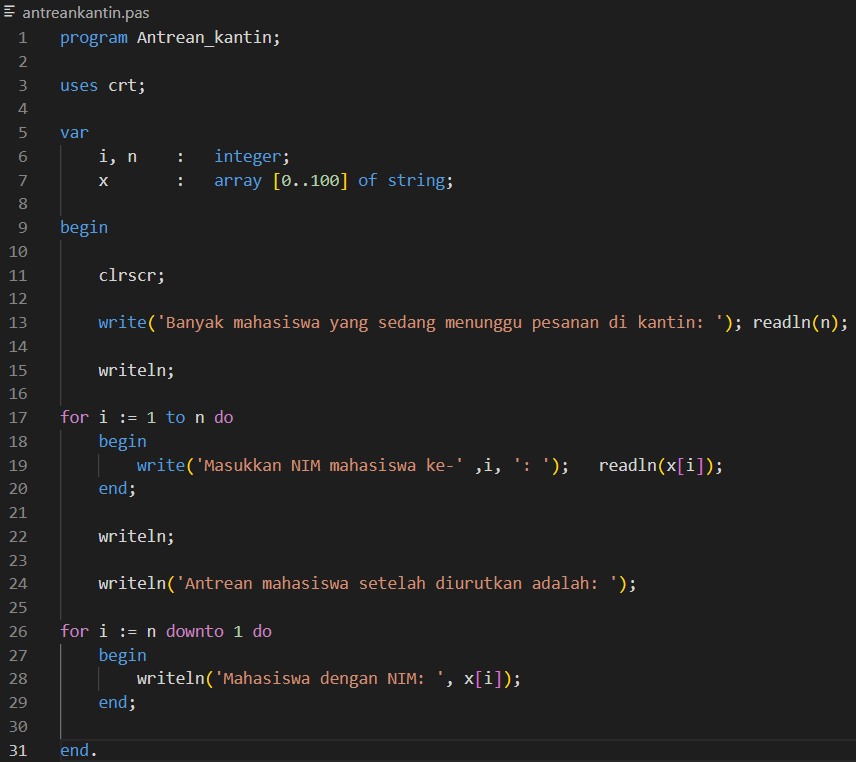 antreankantin.pas
1 program Antrean_kantin;
2
3 uses crt;
4
5 var
6 i, n : integer;
7 x : array [0..100] of string;
8
9 begin
10
11 clrscr;
12
13 write('Banyak mahasiswa yang sedang menunggu pesanan di kantin: '); readln(n);
14
15 writeln;
16
17 for i := 1 to n do
18 begin
19 write('Masukkan NIM mahasiswa ke-' ,i, ': '); readln(x[i]);
20 end;
21
22 writeln;
23
24 writeln('Antrean mahasiswa setelah diurutkan adalah: ');
25
26 for i := n downto 1 do
27 begin
28 writeln('Mahasiswa dengan NIM: ', x[i]);
29 end;
30
31 end.